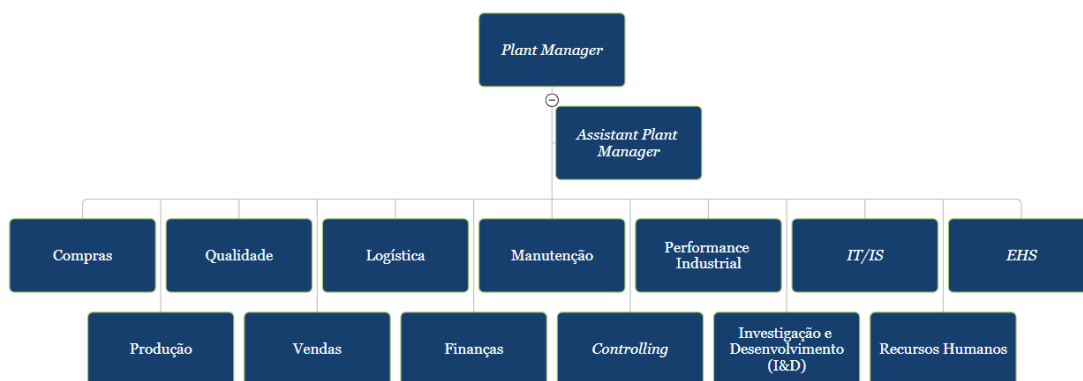 Plant Manager
Assistant Plant
Manager
Compras
Qualidade
Logística
Manutenção
Performance
Industrial
IT/IS
EHS
Produção
Vendas
Finanças
Controlling
Investigação e
Desenvolvimento
(I&D)
Recursos Humanos